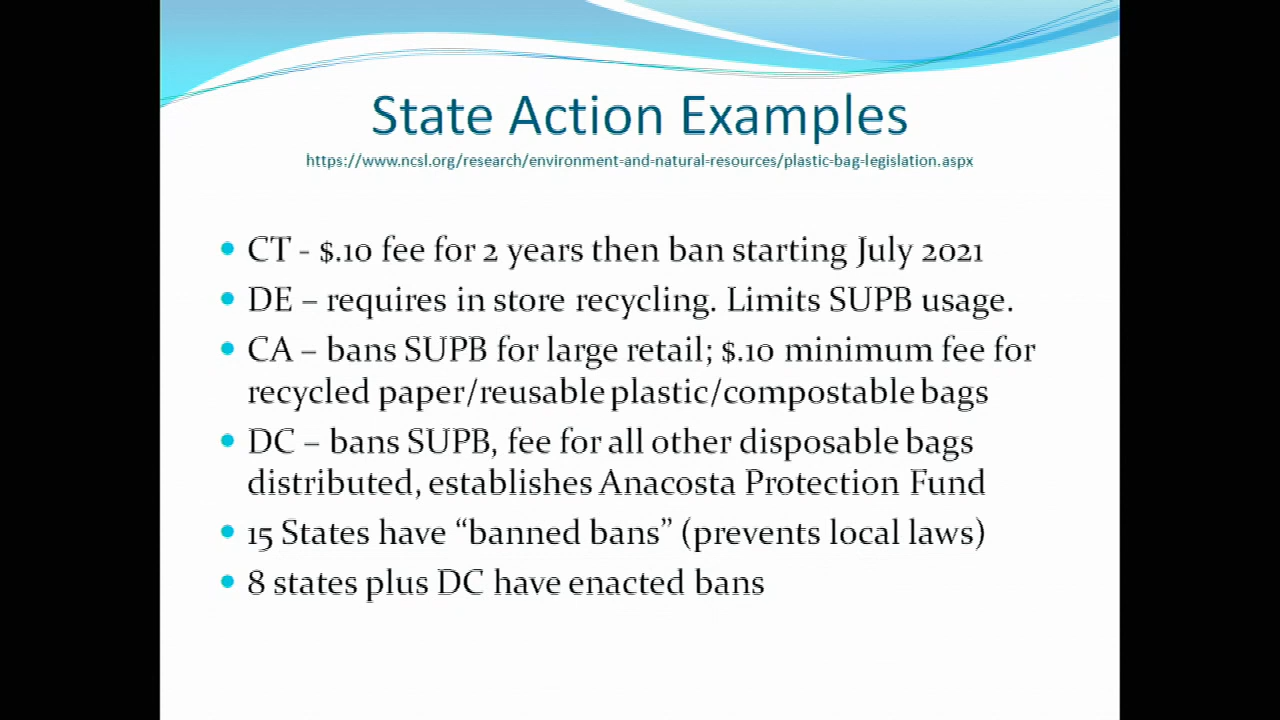 State Action Examples
https://www.ncsl.org/research/environment-and-natural-resources/plastic-bag-legislation.aspx
• CT - $.10 fee for 2 years then ban starting July 2021
• DE – requires in store recycling. Limits SUPB usage.
• CA – bans SUPB for large retail; $.10 minimum fee for
recycled paper/reusable plastic/compostable bags
• DC – bans SUPB, fee for all other disposable bags
distributed, establishes Anacosta Protection Fund
• 15 States have “banned bans” (prevents local laws)
• 8 states plus DC have enacted bans